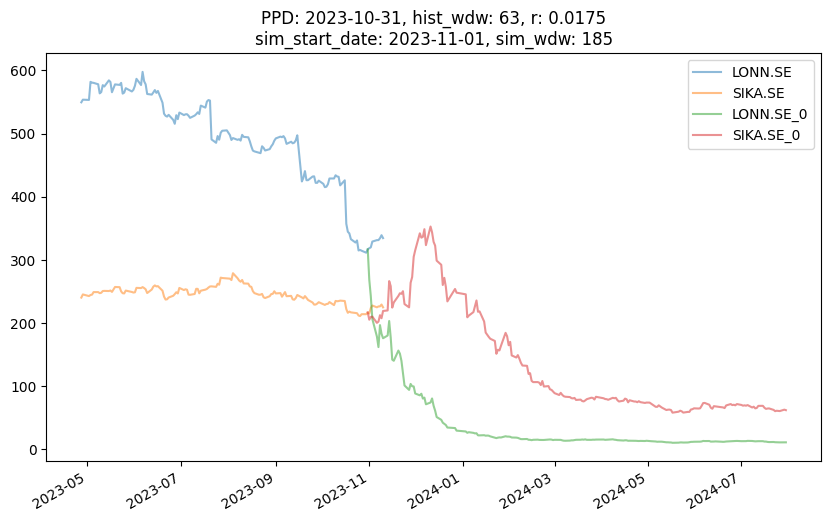 PPD: 2023-10-31, hist_wdw: 63, r: 0.0175
sim_start_date: 2023-11-01, sim_wdw: 185
LONN.SE
SIKA.SE
LONN.SE_0
SIKA.SE_0
600
500
400
300
200
100
0
2023-05
2023-07
2023-09
2023-11
2024-01
2024-03
2024-05
2024-07